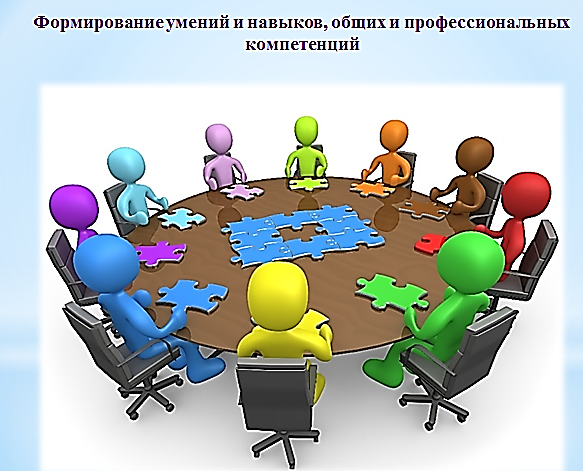 Формирование умений и навыков, общих и профессиональных
компетенций